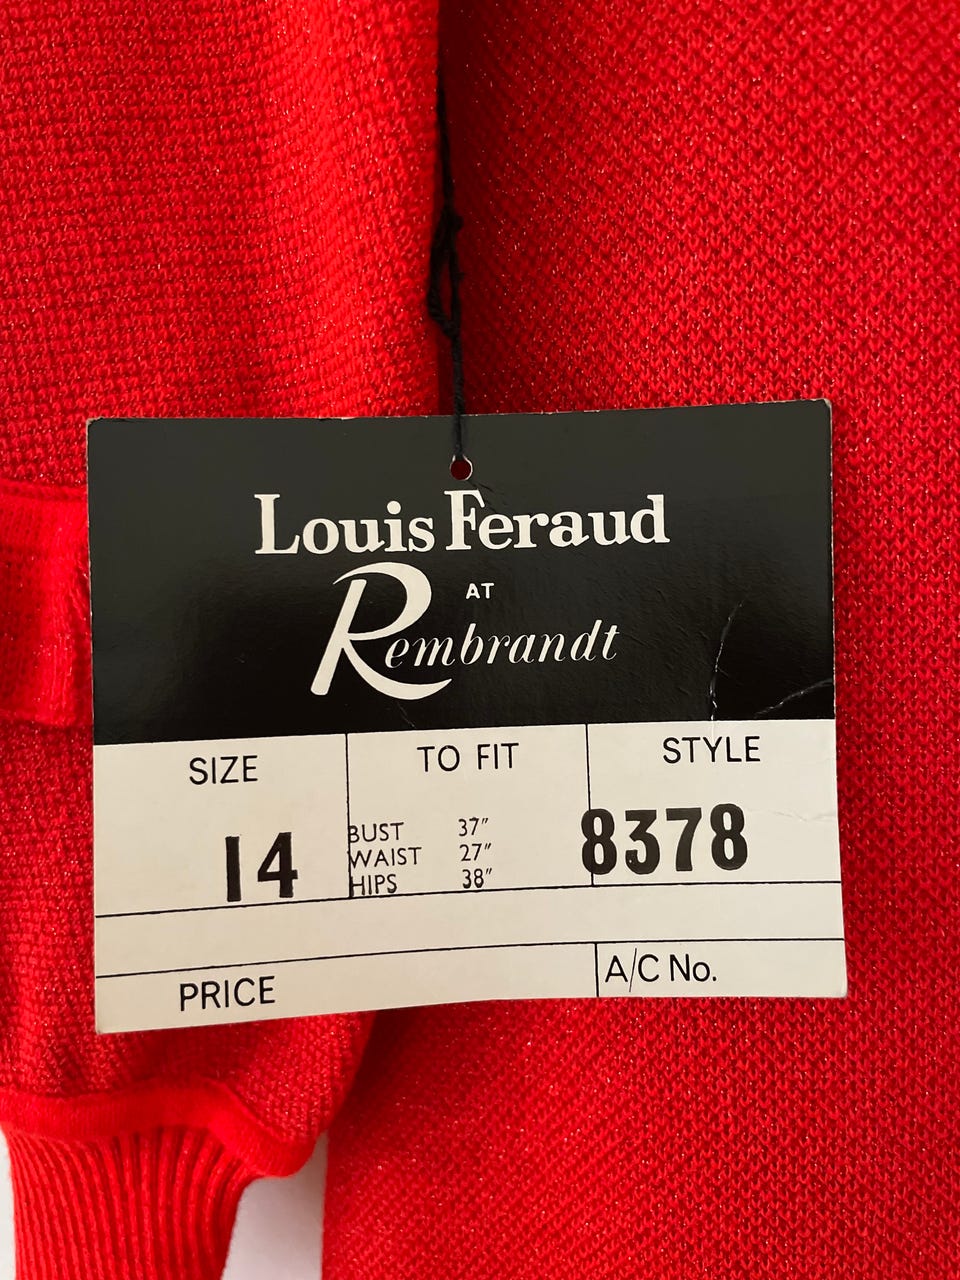 Louis Feraud
AT
Rembrandt
SIZE TO FIT STYLE
14 BUST 37" 8378
WAIST 27"
HIPS 38"
PRICE A/C No.